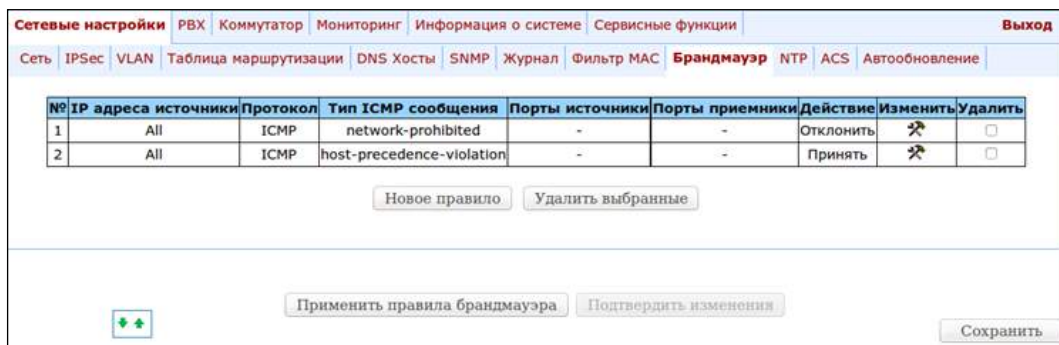 Сетевые настройки PBX Коммутатор Мониторинг Информация о системе Сервисные функции Выход
Сеть IPSec VLAN Таблица маршрутизации DNS Хосты SNMP Журнал Фильтр MAC Брандмауэр NTP ACS Автообновление
№ IP адреса источники Протокол Тип ICMP сообщения Порты источники Порты приемники Действие Изменить Удалить
1 All ICMP network-prohibited - - Отклонить
2 All ICMP host-precedence-violation - - Принять
Новое правило Удалить выбранные
Применить правила брандмауэра Подтвердить изменения
Сохранить